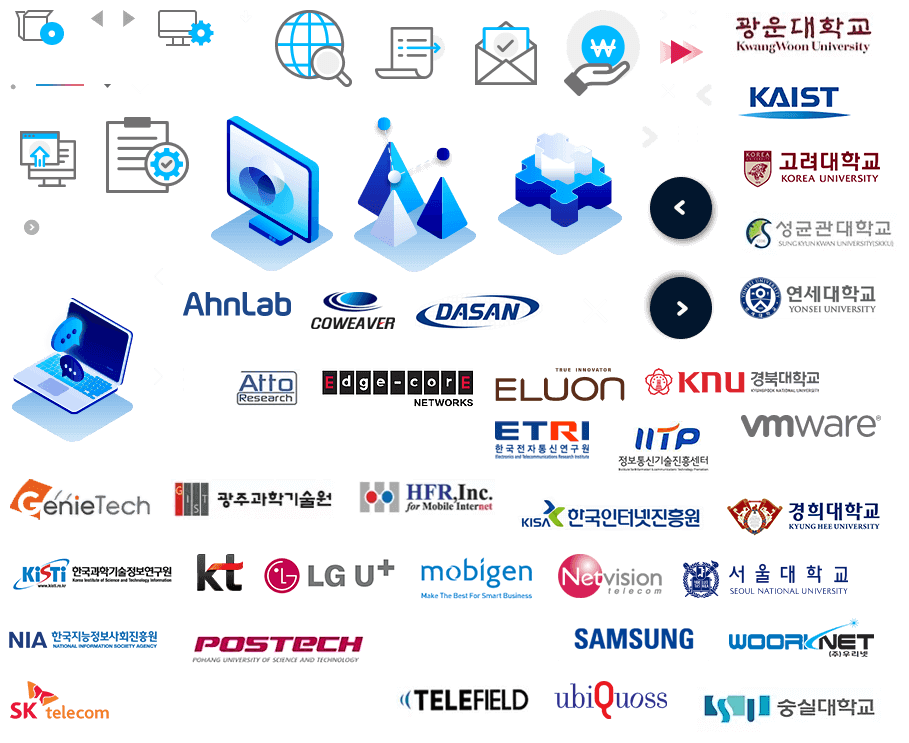 광운대학교
KwangWoon University
₩
KAIST
KOREA
고려대학교
KOREA UNIVERSITY
성균관대학교
SUNG KYUN KWAN UNIVERSITY(SKKU)
연세대학교
YONSEI UNIVERSITY
AhnLab
COWEAVER
DASAN
Atto
Research
Edge-corE
NETWORKS
TRUE INNOVATOR
ELUON
KNU 경북대학교
KYUNGPOOK NATIONAL UNIVERSITY
vmware®
ETRI
한국전자통신연구원
Electronics and Telecommunications Research Institute
IITP
정보통신기술진흥센터
GenieTech
GIST 광주과학기술원
HFR,Inc.
for Mobile Internet
KISA 한국인터넷진흥원
경희대학교
KYUNG HEE UNIVERSITY
KiSTi 한국과학기술정보연구원
www.kisti.re.kr Korea Institute of Science and Technology Information
kt
LG U+
mobigen
Make The Best For Smart Business
Netvision
telecom
서울대학교
SEOUL NATIONAL UNIVERSITY
NIA 한국지능정보사회진흥원
NATIONAL INFORMATION SOCIETY AGENCY
POSTECH
POHANG UNIVERSITY OF SCIENCE AND TECHNOLOGY
SAMSUNG
WOORINET
(주)우리넷
SK telecom
TELEFIELD
ubiQuoss
SSU 숭실대학교